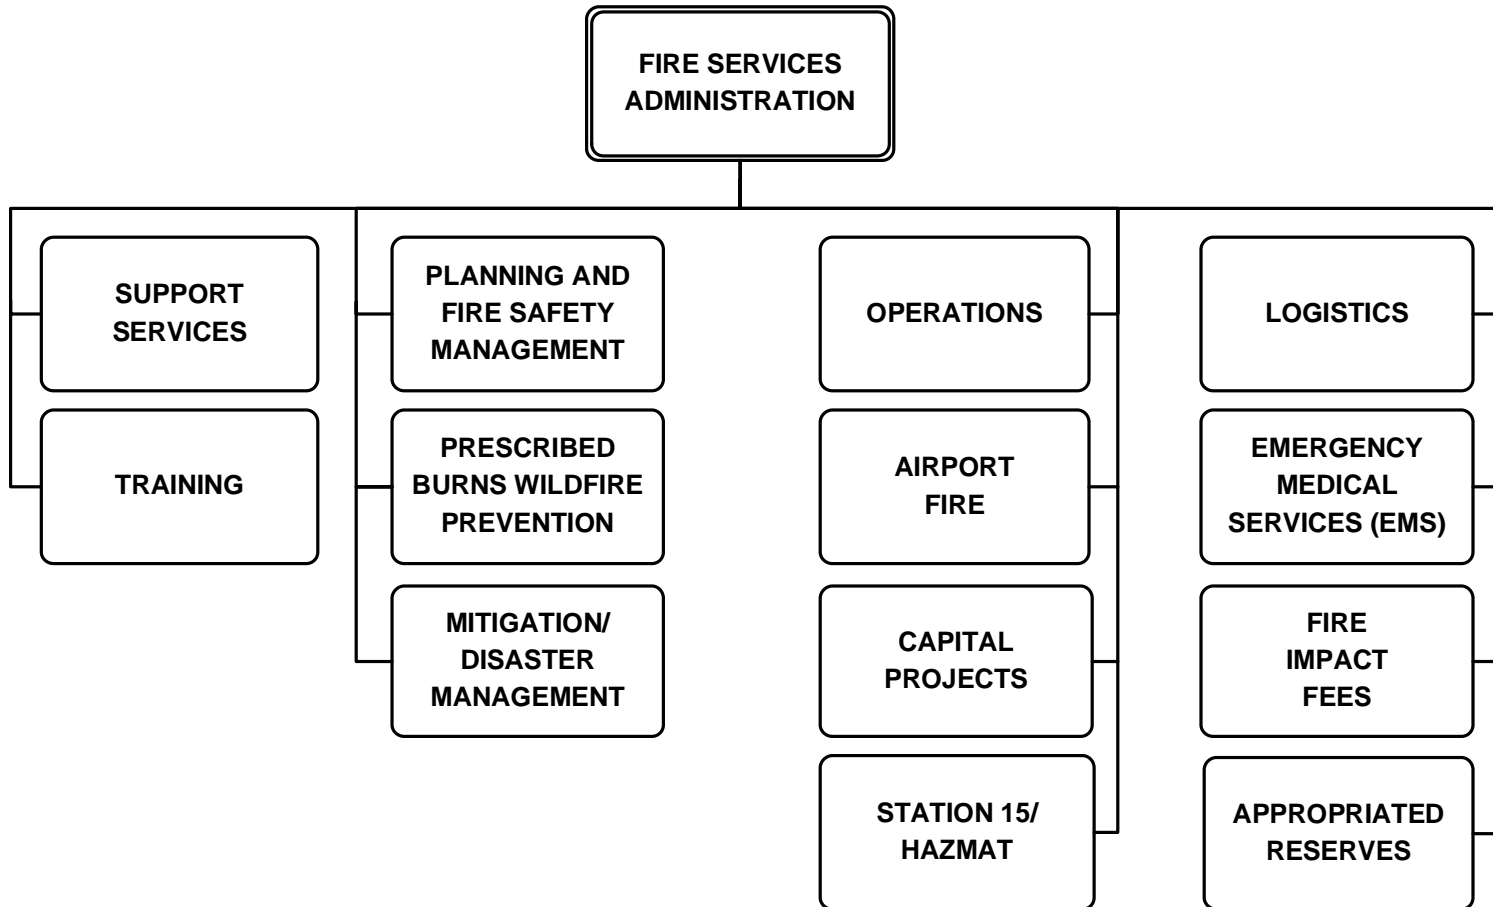 FIRE SERVICES
ADMINISTRATION
SUPPORT
SERVICES
TRAINING
PLANNING AND
FIRE SAFETY
MANAGEMENT
PRESCRIBED
BURNS WILDFIRE
PREVENTION
MITIGATION/
DISASTER
MANAGEMENT
OPERATIONS
AIRPORT
FIRE
CAPITAL
PROJECTS
STATION 15/
HAZMAT
LOGISTICS
EMERGENCY
MEDICAL
SERVICES (EMS)
FIRE
IMPACT
FEES
APPROPRIATED
RESERVES